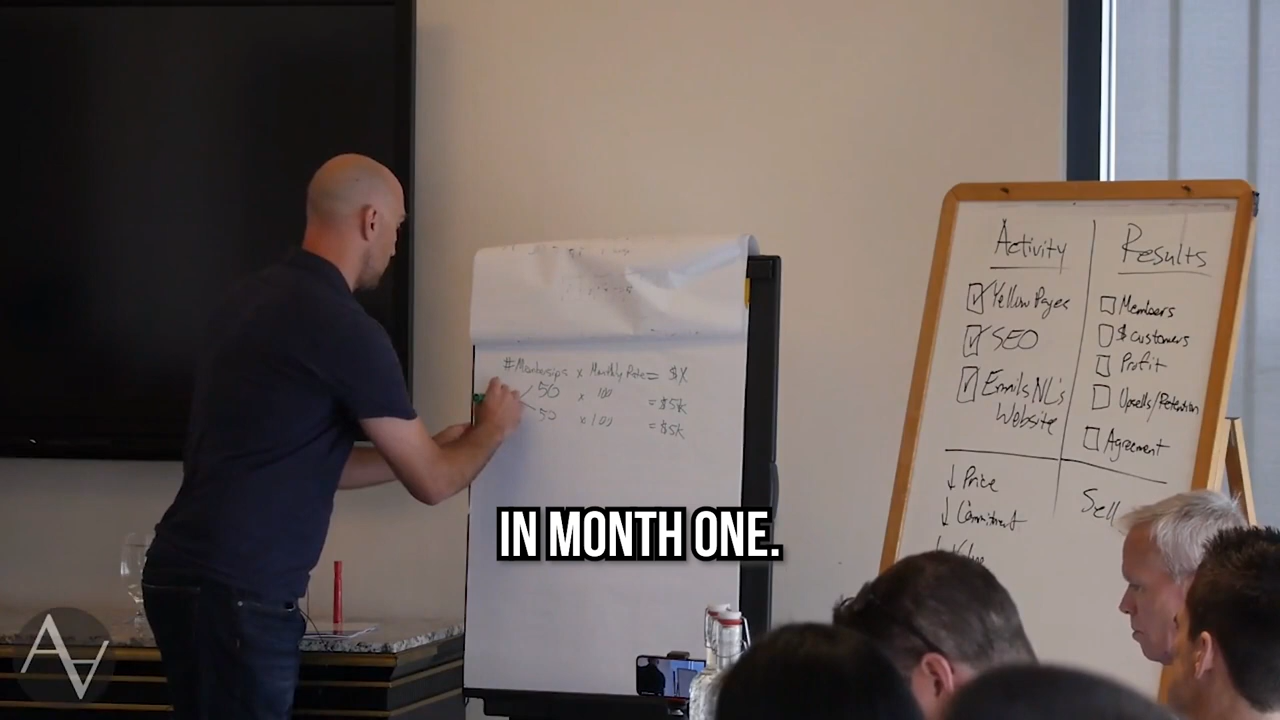 #Memberships x Monthly Rate = $X
50 x 100 = $5k
50 x 100 = $5k
Activity
☑ Yellow Pages
☑ SEO
☑ Emails NL's
Website
↓ Price
↓ Commitment
↓ Value
Results
☐ Members
☐ $ customers
☐ Profit
☐ Upsells/Retention
☐ Agreement
Sell
IN MONTH ONE.